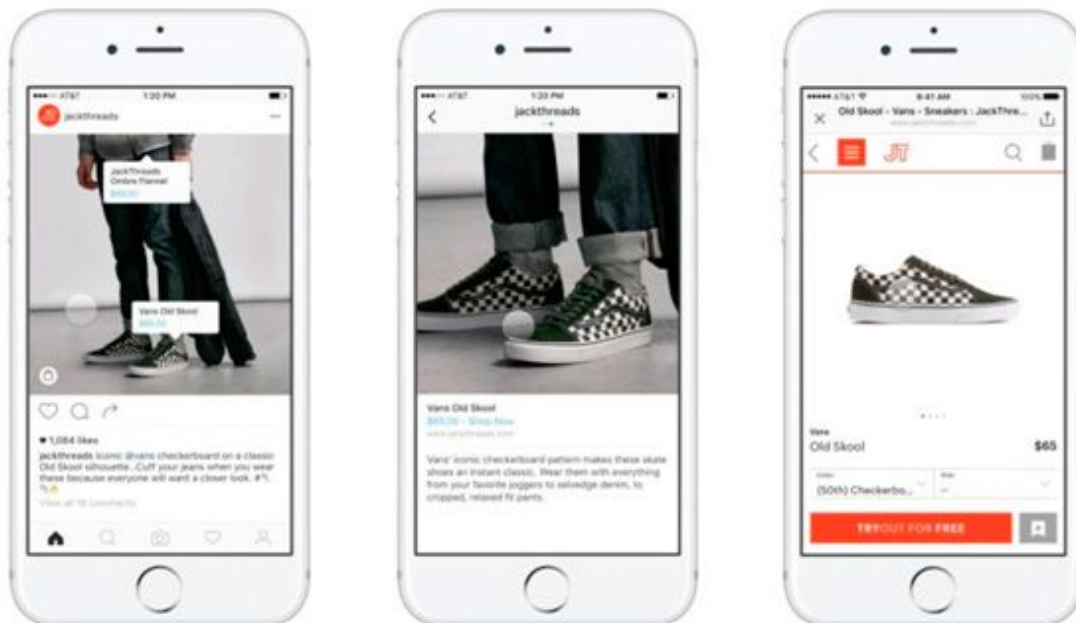 AT&T
1:20 PM
jackthreads
JackThreads
Ombre Flannel
Vans Old Skool
$65.00
1,084 likes
jackthreads Iconic @vans checkerboard on a classic
Old Skool silhouette...Cuff your jeans when you wear
these because everyone will want a closer look. #
View all 18 comments
AT&T
1:20 PM
jackthreads
Vans Old Skool
$65.00 - Shop Now
www.jackthreads.com
Vans' iconic checkerboard pattern makes these skate
shoes an instant classic. Wear them with everything
from your favorite joggers to selvedge denim, to
cropped, relaxed fit pants.
AT&T
9:41 AM
100%
Old Skool - Vans - Sneakers : JackThre...
www.jackthreads.com
JT
Vans
Old Skool
$65
(50th) Checkerbo...
TRYOUT FOR FREE